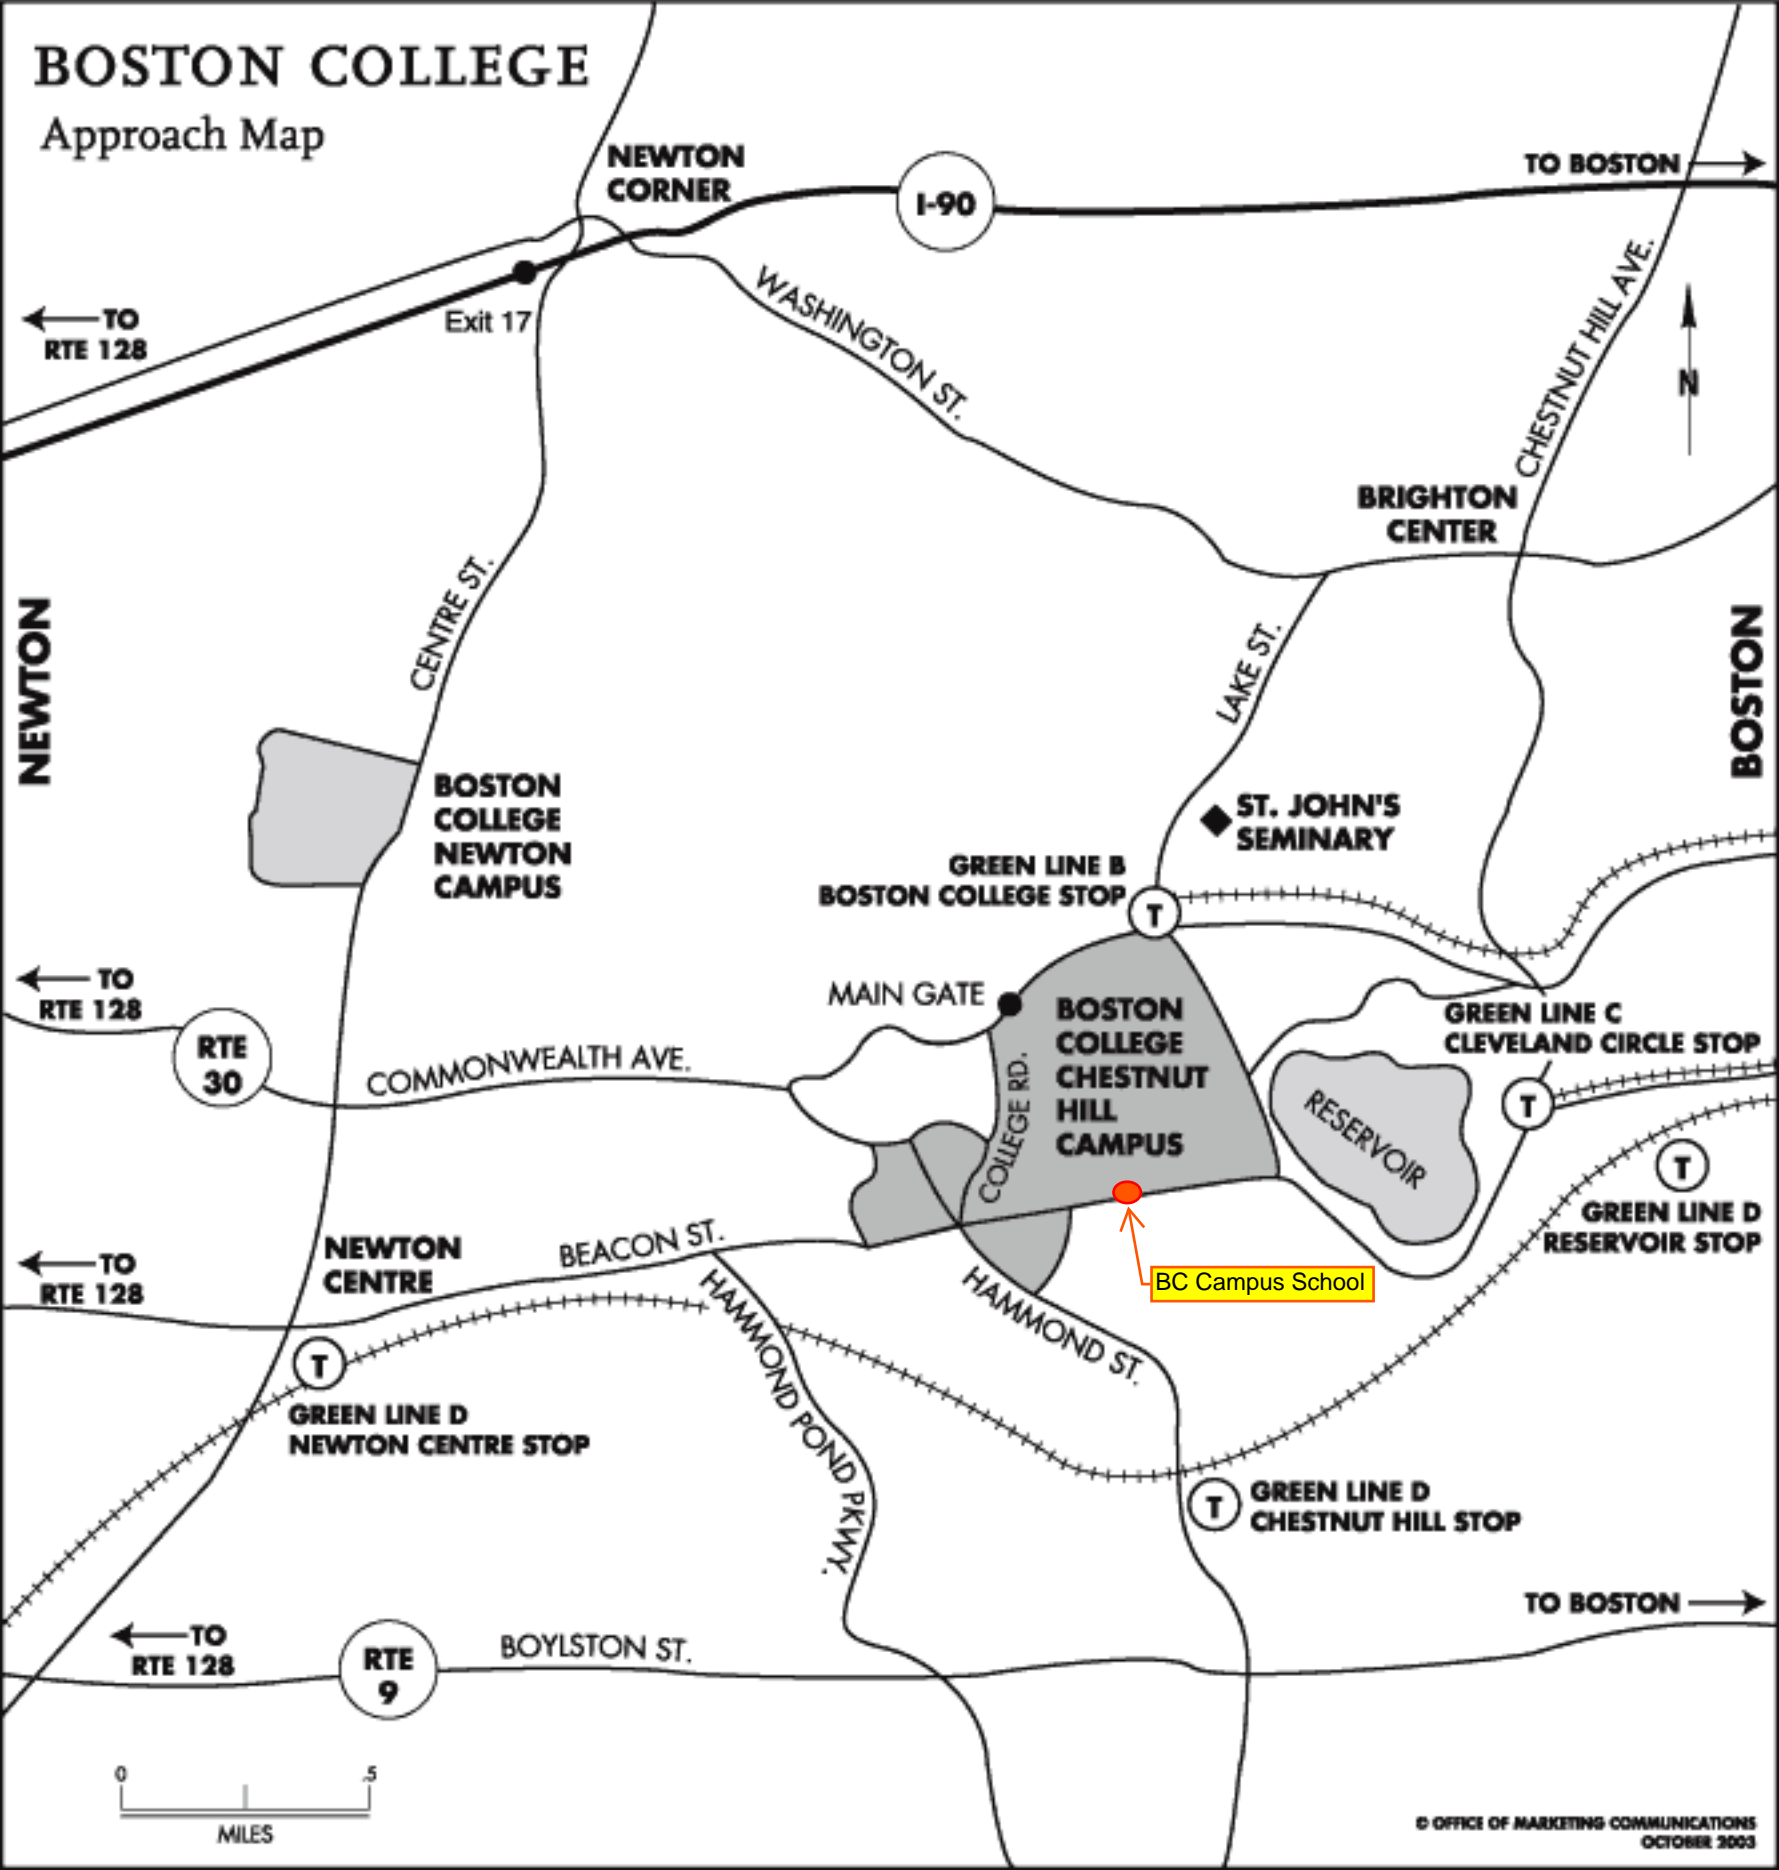 BOSTON COLLEGE
Approach Map
NEWTON
CORNER
I-90
TO BOSTON
WASHINGTON ST.
CHESTNUT HILL AVE.
TO
RTE 128
Exit 17
N
BRIGHTON
CENTER
CENTRE ST.
NEWTON
BOSTON
LAKE ST.
BOSTON
COLLEGE
NEWTON
CAMPUS
ST. JOHN'S
SEMINARY
GREEN LINE B
BOSTON COLLEGE STOP
T
TO
RTE 128
MAIN GATE
RTE
30
COMMONWEALTH AVE.
COLLEGE RD.
BOSTON
COLLEGE
CHESTNUT
HILL
CAMPUS
GREEN LINE C
CLEVELAND CIRCLE STOP
T
RESERVOIR
T
GREEN LINE D
RESERVOIR STOP
TO
RTE 128
NEWTON
CENTRE
BEACON ST.
BC Campus School
HAMMOND POND PKWY.
HAMMOND ST.
T
GREEN LINE D
NEWTON CENTRE STOP
T
GREEN LINE D
CHESTNUT HILL STOP
TO BOSTON
TO
RTE 128
RTE
9
BOYLSTON ST.
0 .5
MILES
© OFFICE OF MARKETING COMMUNICATIONS
OCTOBER 2003